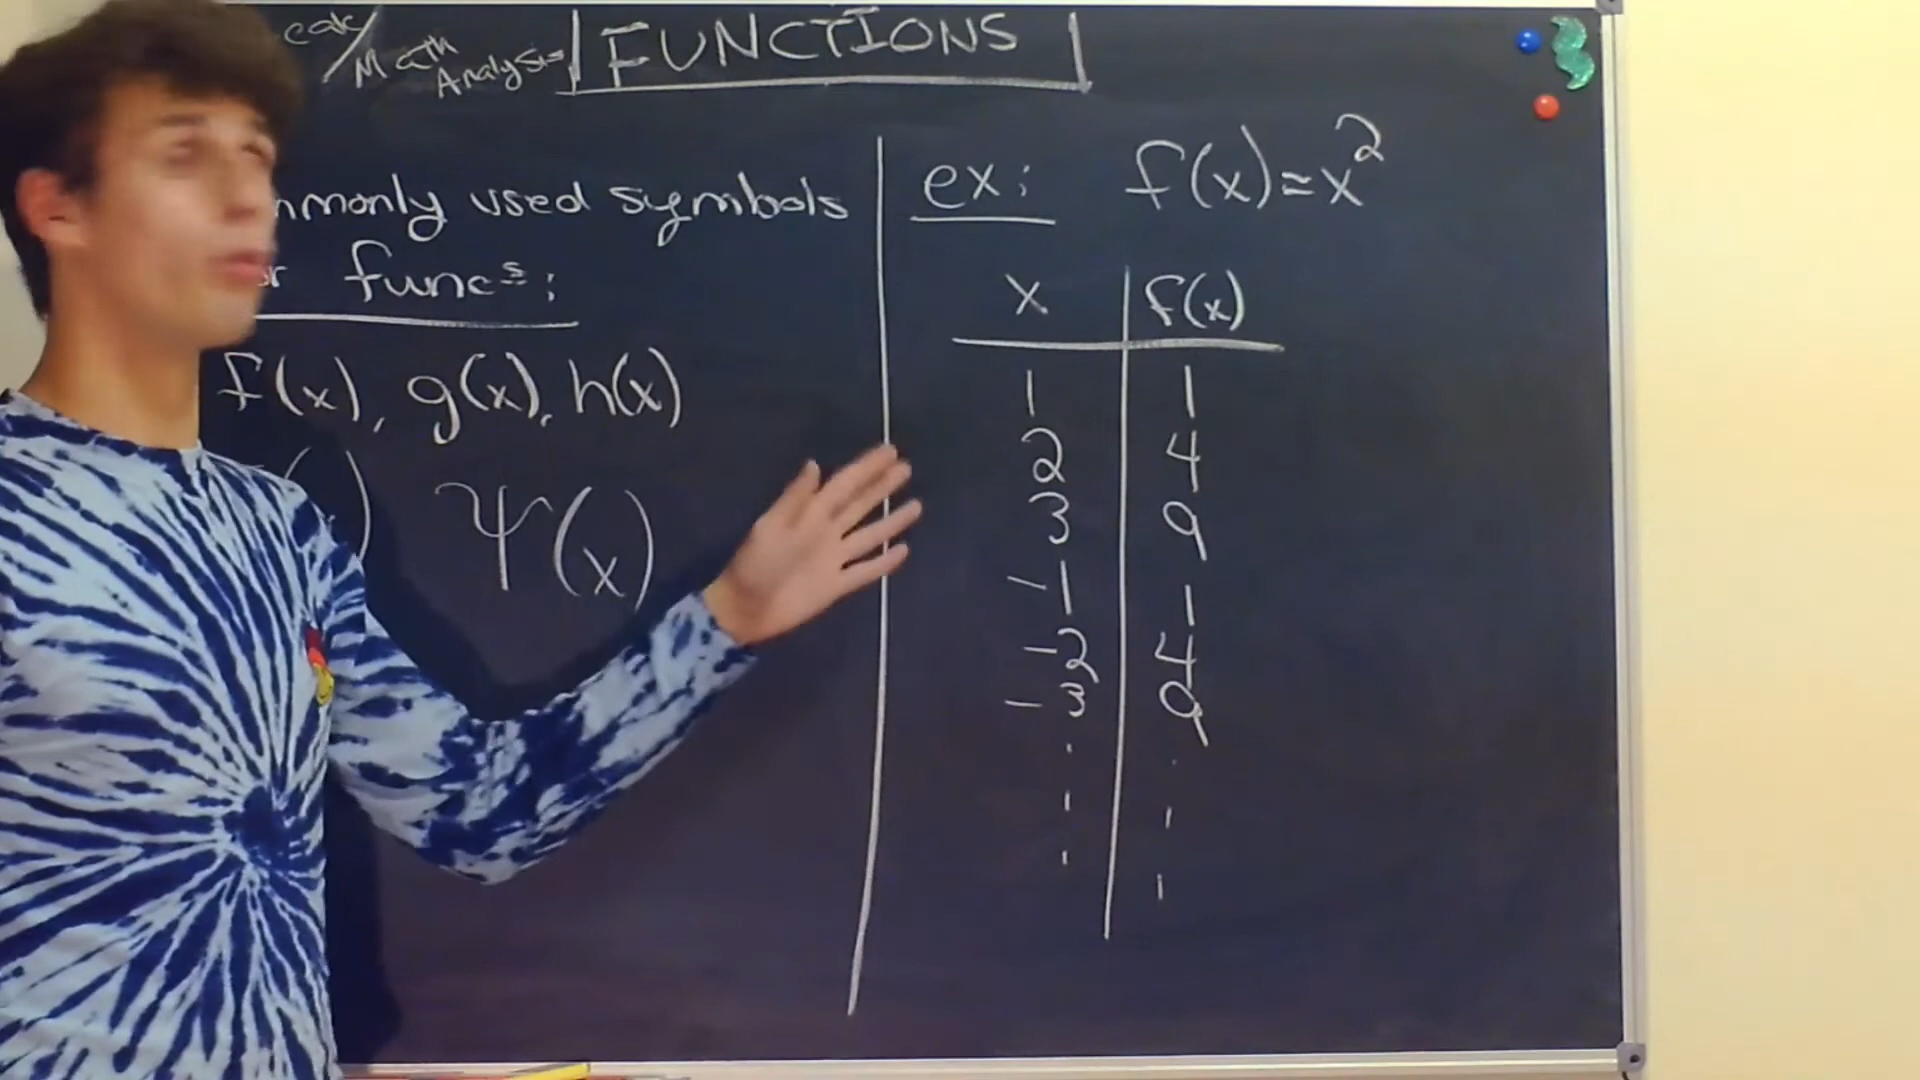 Math
Analysis
FUNCTIONS
used symbols
funcs:
f(x), g(x), h(x)
ψ(x)
ex: f(x)=x²
x f(x)
1 1
2 4
3 9
-1 1
-2 4
-3 9